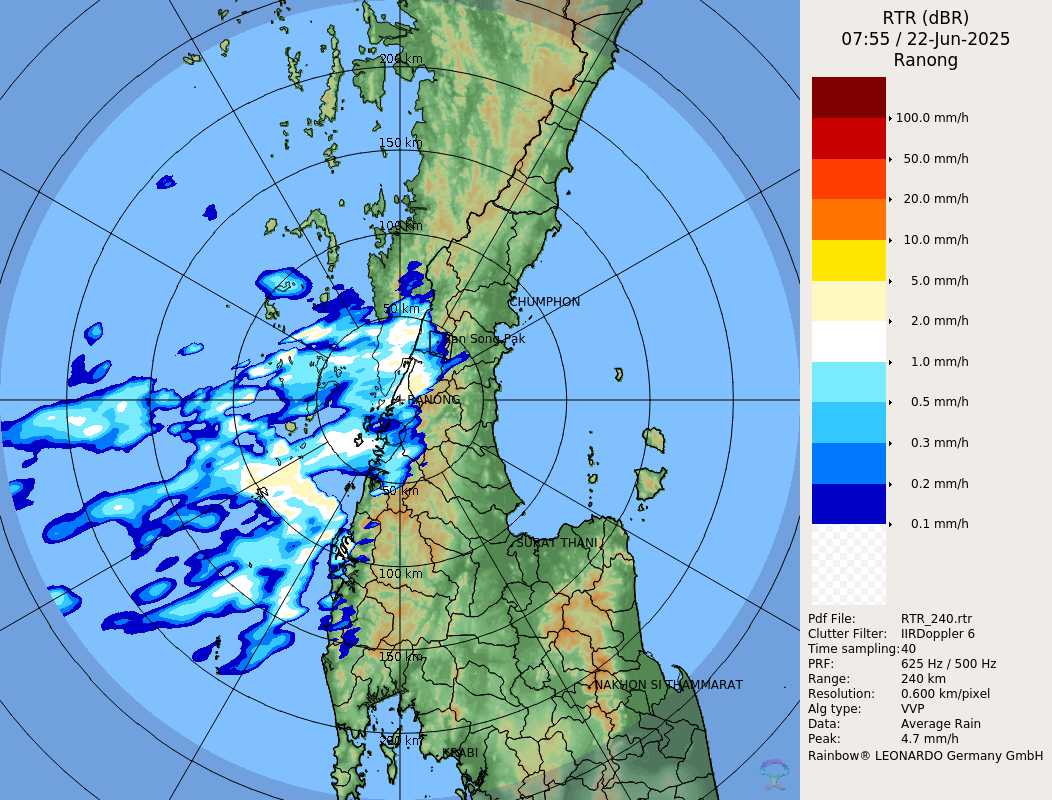 RTR (dBR)
07:55 / 22-Jun-2025
Ranong
100.0 mm/h
50.0 mm/h
20.0 mm/h
10.0 mm/h
5.0 mm/h
2.0 mm/h
1.0 mm/h
0.5 mm/h
0.3 mm/h
0.2 mm/h
0.1 mm/h
Pdf File: RTR_240.rtr
Clutter Filter: IIRDoppler 6
Time sampling:40
PRF: 625 Hz / 500 Hz
Range: 240 km
Resolution: 0.600 km/pixel
Alg type: VVP
Data: Average Rain
Peak: 4.7 mm/h
Rainbow® LEONARDO Germany GmbH
200 km
150 km
100 km
50 km
CHUMPHON
Ban Song Pak
RANONG
50 km
SURAT THANI
100 km
150 km
NAKHON SI THAMMARAT
200 km
KRABI